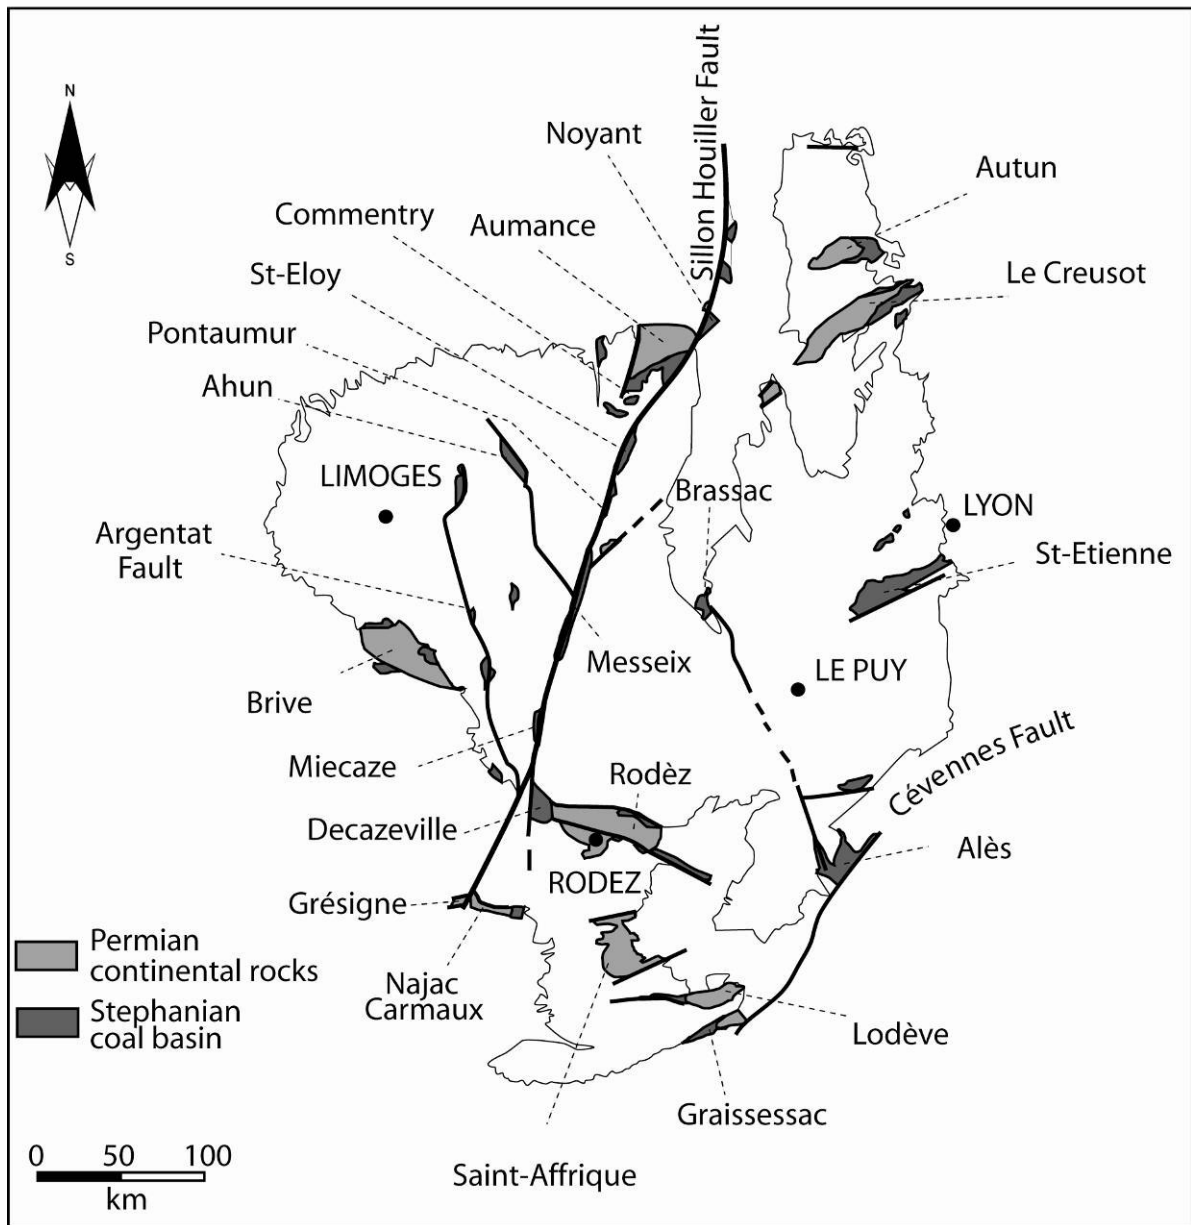 N
S
Sillon Houiller Fault
Noyant
Autun
Commentry
Aumance
Le Creusot
St-Eloy
Pontaumur
Ahun
LIMOGES
Brassac
LYON
Argentat
Fault
St-Etienne
Messeix
LE PUY
Brive
Miecaze
Rodèz
Cévennes Fault
Decazeville
Alès
RODEZ
Grésigne
Permian
continental rocks
Najac
Carmaux
Stephanian
coal basin
Lodève
Graissessac
Saint-Affrique
0 50 100
km